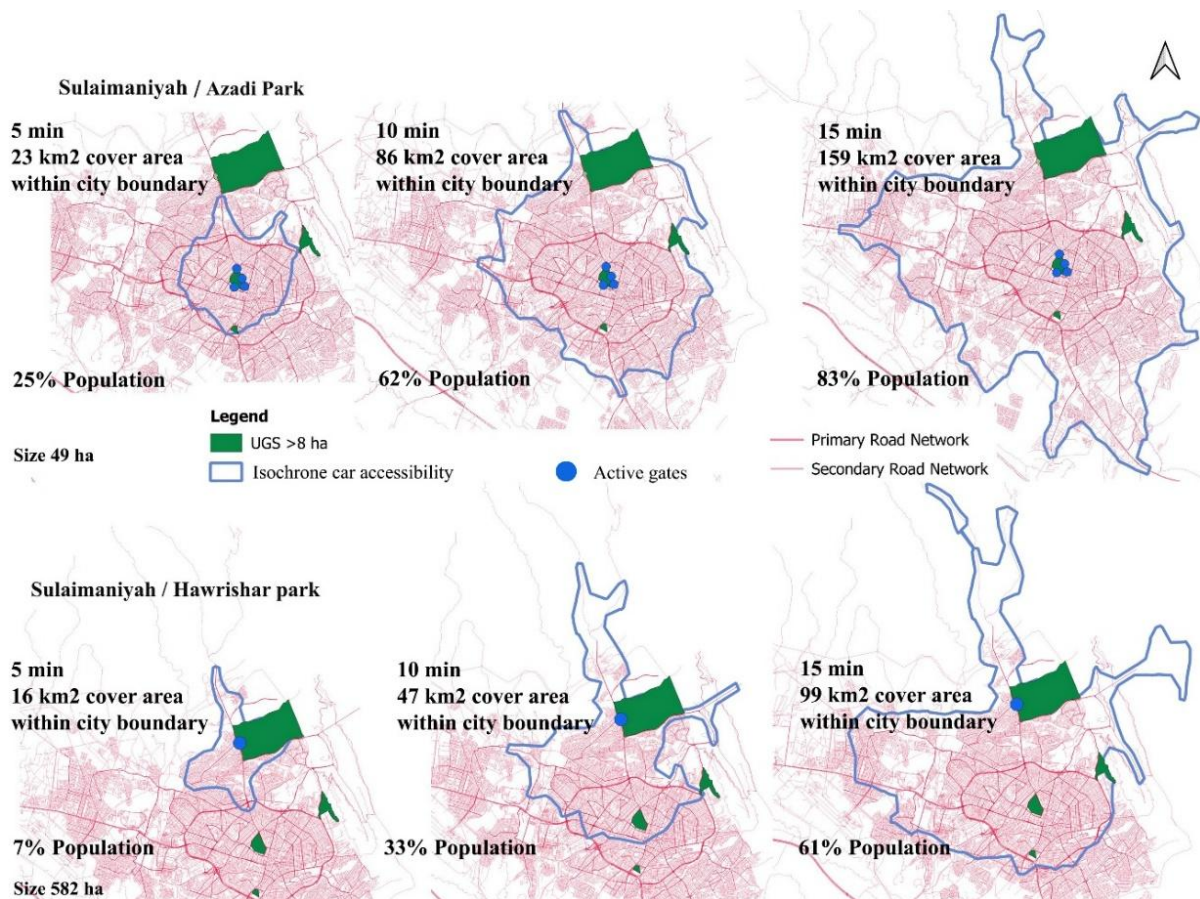 Sulaimaniyah / Azadi Park
5 min
23 km2 cover area
within city boundary
10 min
86 km2 cover area
within city boundary
15 min
159 km2 cover area
within city boundary
25% Population
62% Population
83% Population
Size 49 ha
Legend
UGS >8 ha
Isochrone car accessibility
Active gates
Primary Road Network
Secondary Road Network
Sulaimaniyah / Hawrishar park
5 min
16 km2 cover area
within city boundary
10 min
47 km2 cover area
within city boundary
15 min
99 km2 cover area
within city boundary
7% Population
33% Population
61% Population
Size 582 ha